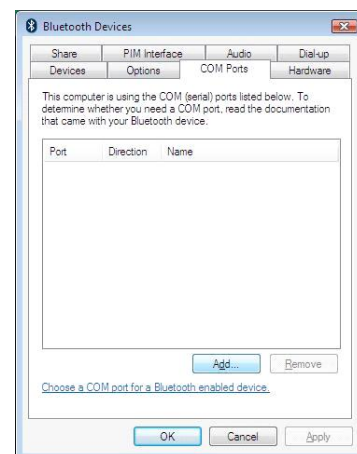 Bluetooth Devices
Share PIM Interface Audio Dial-up
Devices Options COM Ports Hardware
This computer is using the COM (serial) ports listed below. To
determine whether you need a COM port, read the documentation
that came with your Bluetooth device.
Port Direction Name
Add... Remove
Choose a COM port for a Bluetooth enabled device.
OK Cancel Apply